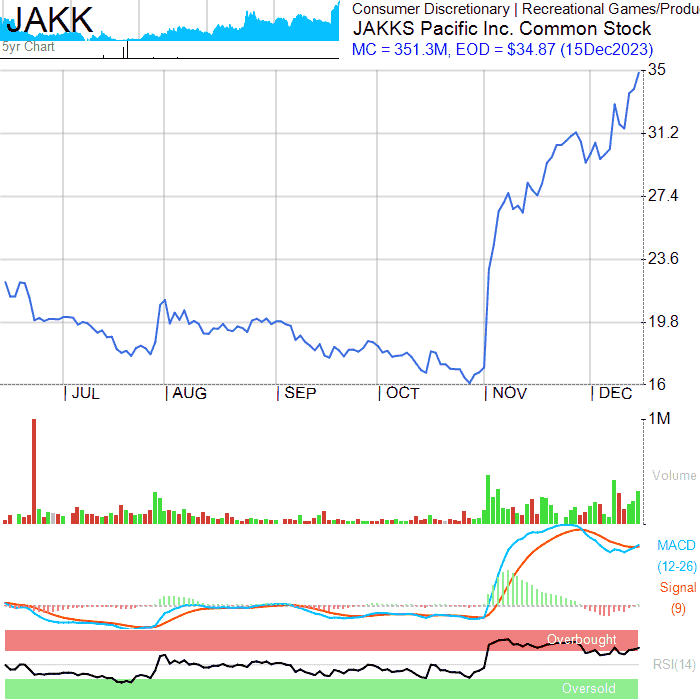 JAKK
5yr Chart
Consumer Discretionary | Recreational Games/Produ
JAKKS Pacific Inc. Common Stock
MC = 351.3M, EOD = $34.87 (15Dec2023)
35
31.2
27.4
23.6
19.8
16
| JUL | AUG | SEP | OCT | NOV | DEC
1M
Volume
MACD
(12-26)
Signal
(9)
Overbought
RSI(14)
Oversold